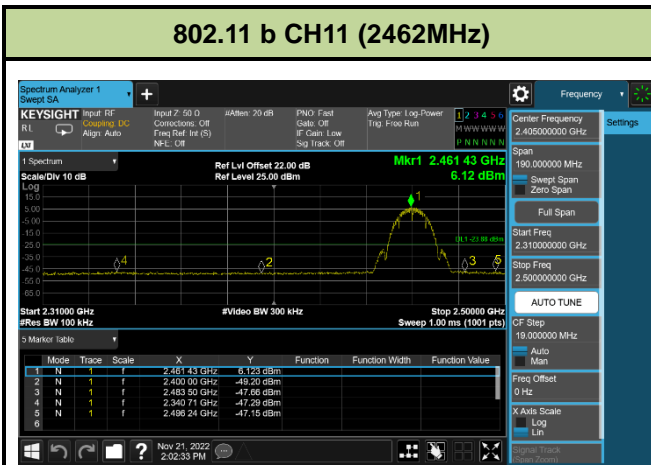 802.11 b CH11 (2462MHz)
Spectrum Analyzer 1
Swept SA
Frequency
Settings
KEYSIGHT
RL
Input: RF
Coupling: DC
Align: Auto
Input Z: 50 Ω
Corrections: Off
Freq Ref: Int (S)
NFE: Off
#Atten: 20 dB
PNO: Fast
Gate: Off
IF Gain: Low
Sig Track: Off
Avg Type: Log-Power
Trig: Free Run
1 2 3 4 5 6
M W W W W W
P N N N N N
1 Spectrum
Scale/Div 10 dB
Log
Ref Lvl Offset 22.00 dB
Ref Level 25.00 dBm
Mkr1 2.461 43 GHz
6.12 dBm
15.0
5.00
-5.00
-15.0
-25.0
-35.0
-45.0
-55.0
-65.0
1
2
3
4
5
Start 2.31000 GHz
#Res BW 100 kHz
#Video BW 300 kHz
Stop 2.50000 GHz
Sweep 1.00 ms (1001 pts)
5 Marker Table
Mode Trace Scale X Y Function Function Width Function Value
1 N 1 f 2.461 43 GHz 6.123 dBm
2 N 1 f 2.400 00 GHz -49.20 dBm
3 N 1 f 2.483 50 GHz -47.66 dBm
4 N 1 f 2.340 71 GHz -47.29 dBm
5 N 1 f 2.496 24 GHz -47.15 dBm
6
Center Frequency
2.405000000 GHz
Span
190.000000 MHz
Swept Span
Zero Span
Full Span
Start Freq
2.310000000 GHz
Stop Freq
2.500000000 GHz
AUTO TUNE
CF Step
19.000000 MHz
Auto
Man
Freq Offset
0 Hz
X Axis Scale
Log
Lin
Signal Track
(Span Zoom)
Nov 21, 2022
2:02:33 PM